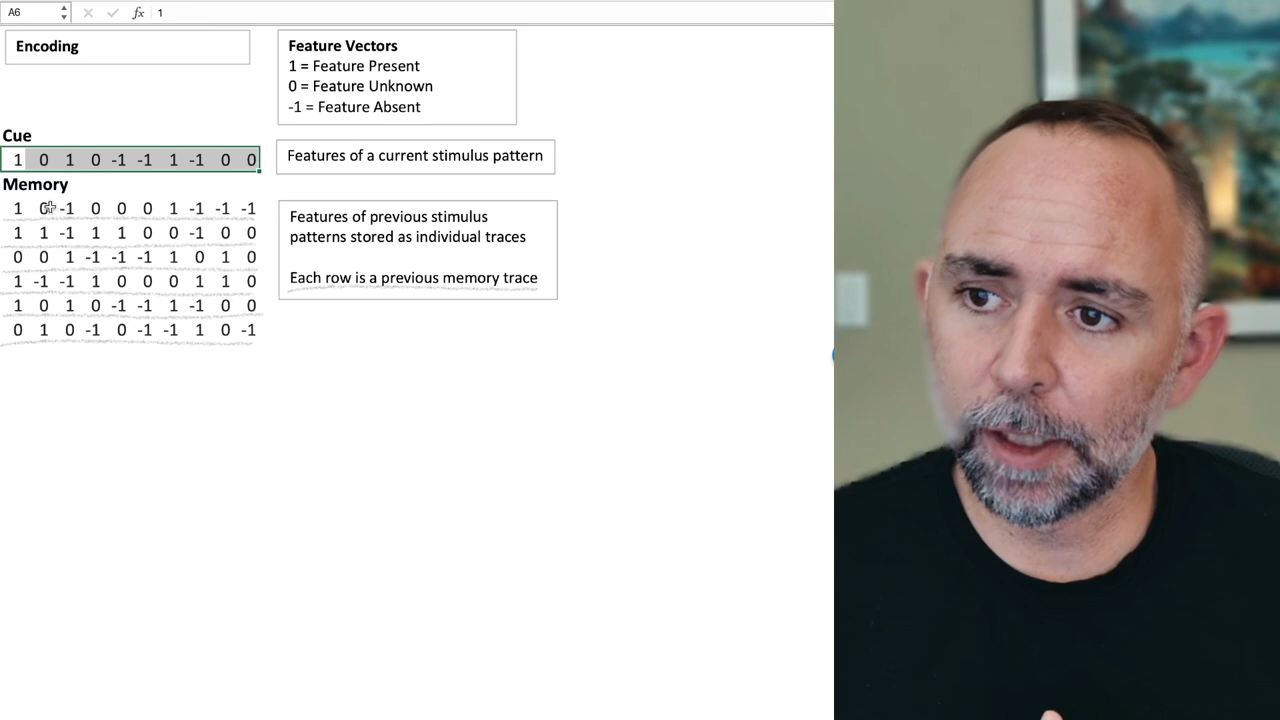 A6 fx 1
Encoding
Feature Vectors
1 = Feature Present
0 = Feature Unknown
-1 = Feature Absent
Cue
1 0 1 0 -1 -1 1 -1 0 0
Features of a current stimulus pattern
Memory
1 0 -1 0 0 0 1 -1 -1 -1
1 1 -1 1 1 0 0 -1 0 0
0 0 1 -1 -1 -1 1 0 1 0
1 -1 -1 1 0 0 0 1 1 0
1 0 1 0 -1 -1 1 -1 0 0
0 1 0 -1 0 -1 -1 1 0 -1
Features of previous stimulus
patterns stored as individual traces
Each row is a previous memory trace